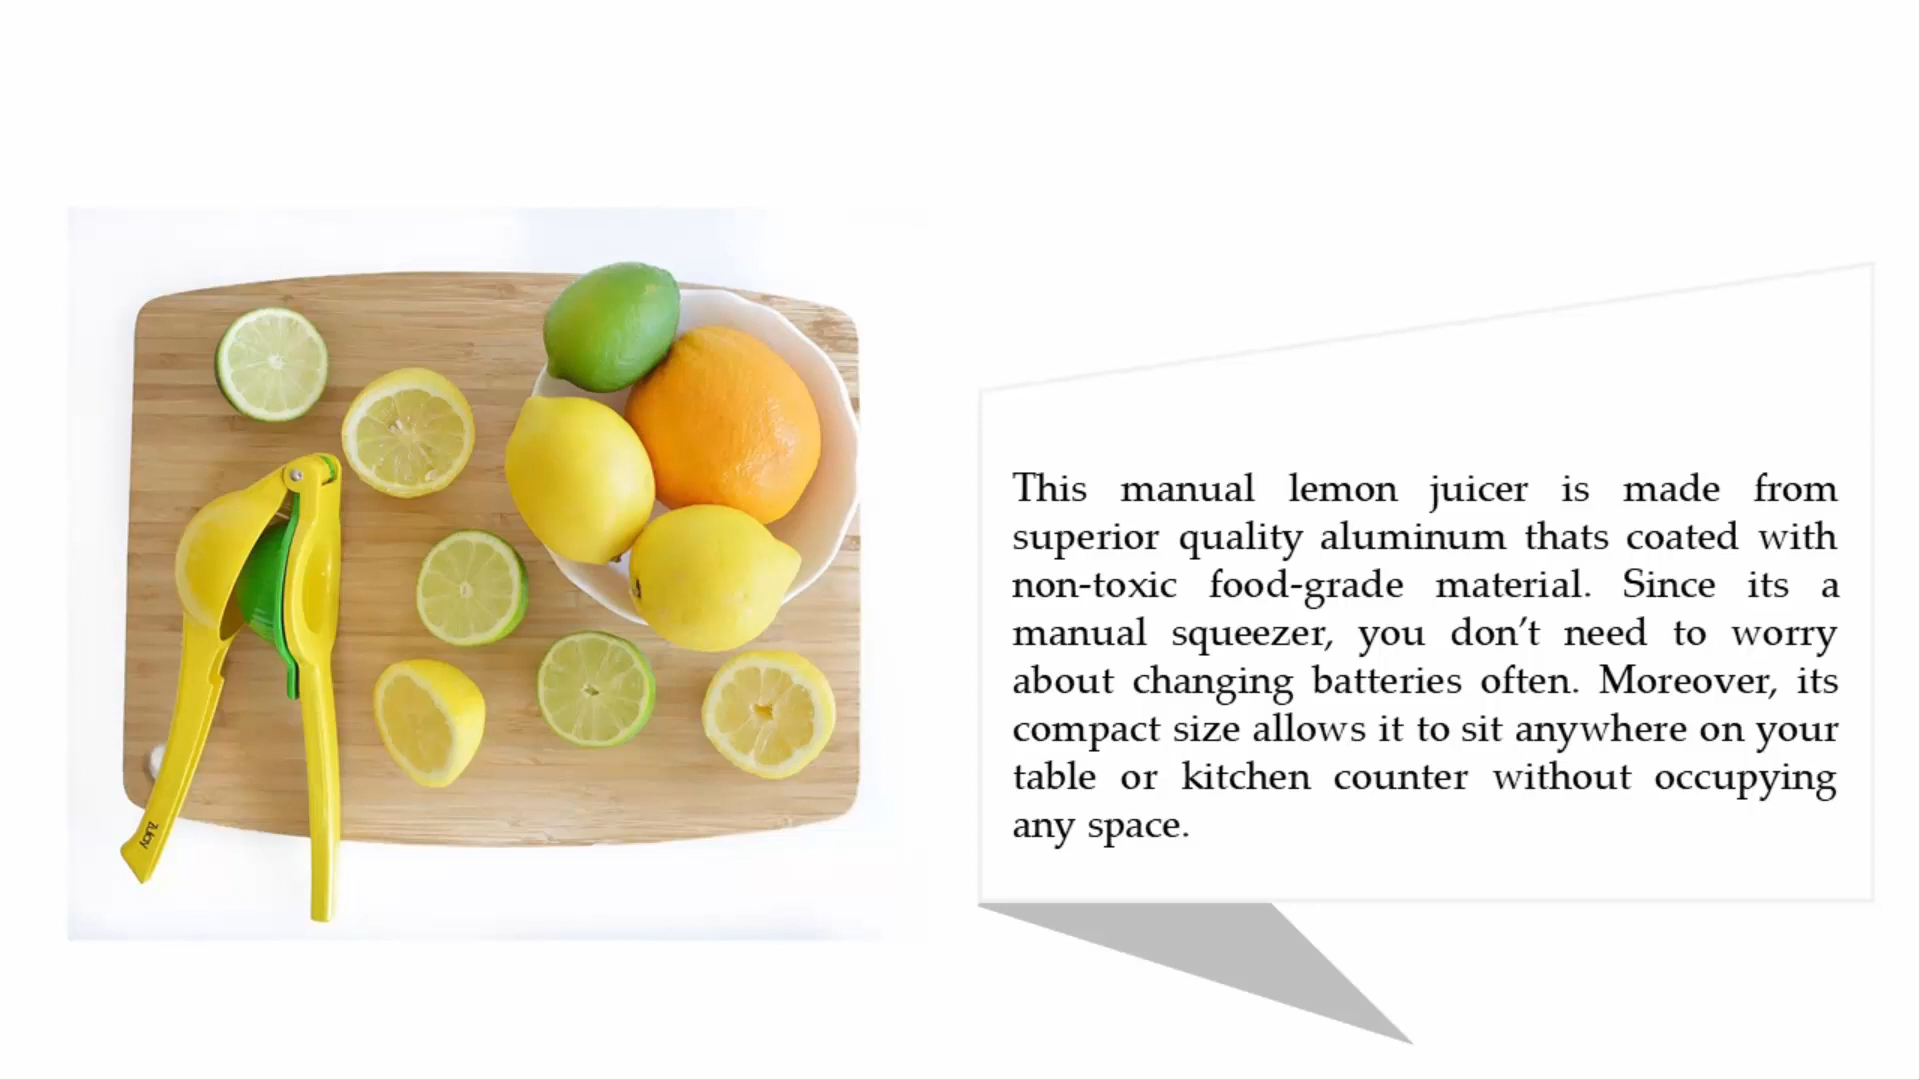 This manual lemon juicer is made from
superior quality aluminum thats coated with
non-toxic food-grade material. Since its a
manual squeezer, you don’t need to worry
about changing batteries often. Moreover, its
compact size allows it to sit anywhere on your
table or kitchen counter without occupying
any space.
zulay